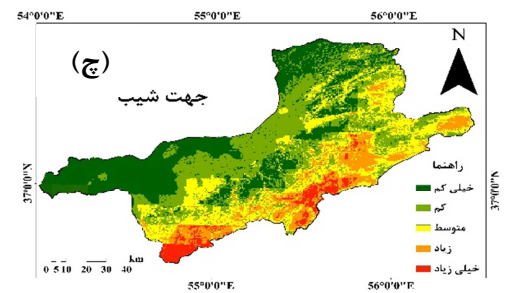 54°0'0"E 55°0'0"E 56°0'0"E
N
(چ)
جهت شیب
37°0'0"N
37°0'0"N
راهنما
خیلی کم
کم
متوسط
زیاد
خیلی زیاد
km
0 5 10 20 30 40
55°0'0"E 56°0'0"E